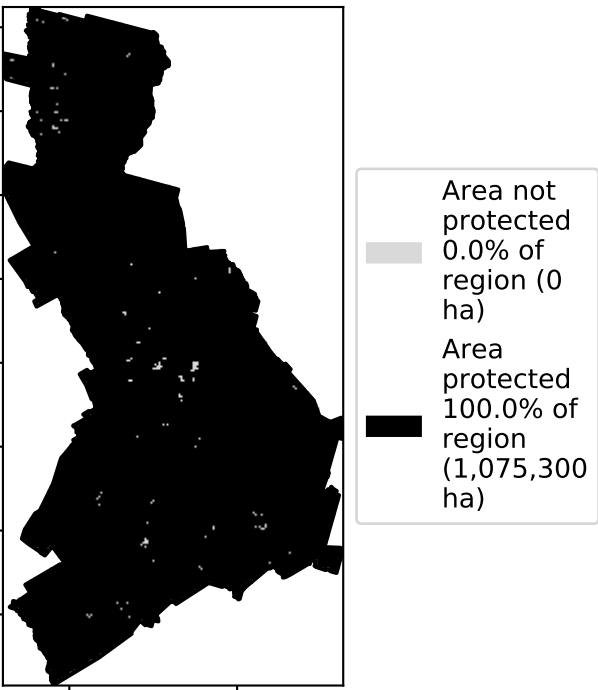 Area not
protected
0.0% of
region (0
ha)
Area
protected
100.0% of
region
(1,075,300
ha)